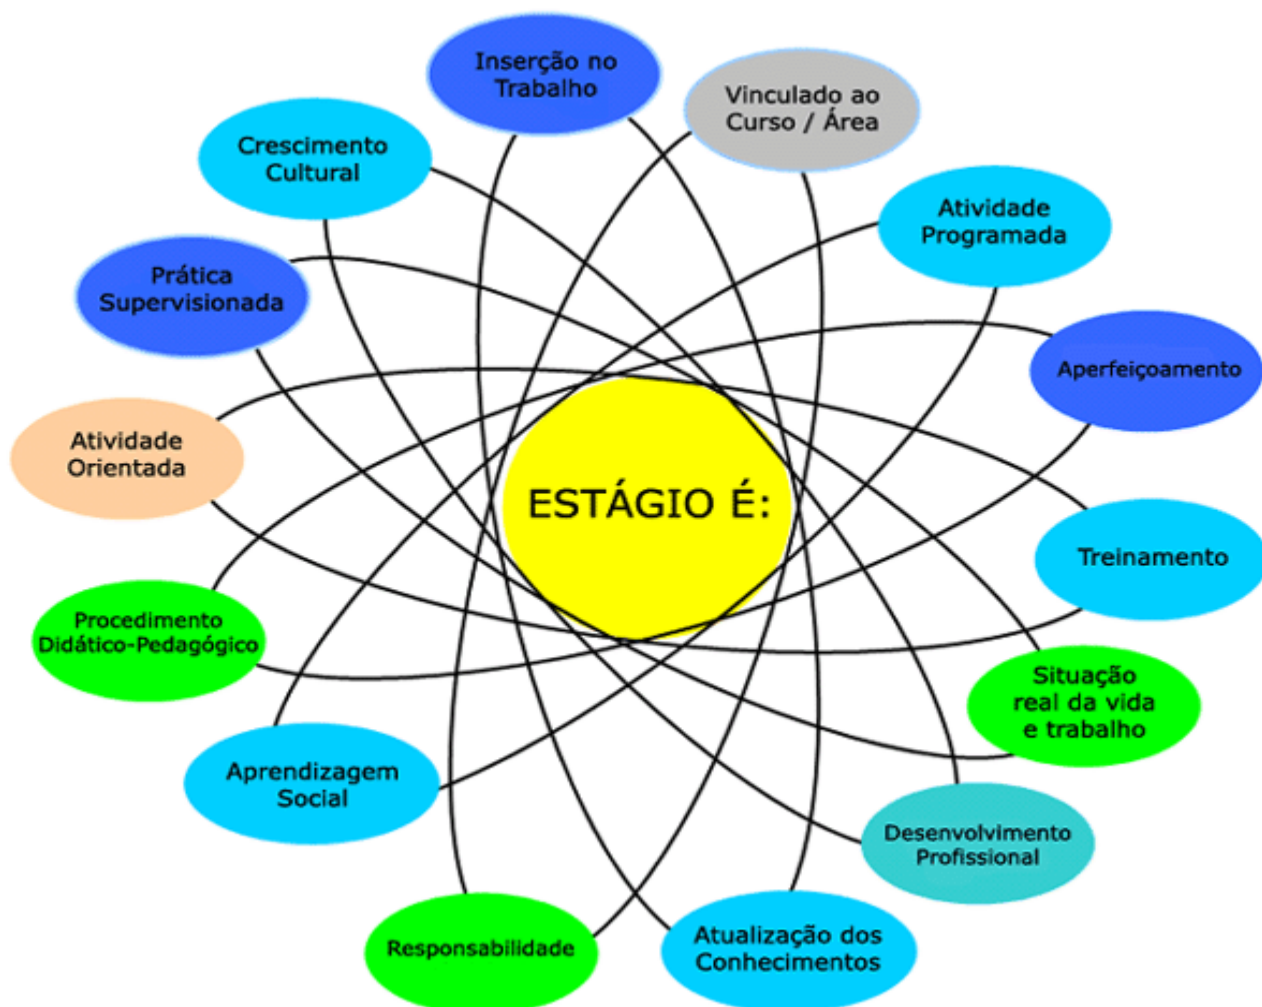 Inserção no
Trabalho
Vinculado ao
Curso / Área
Crescimento
Cultural
Atividade
Programada
Prática
Supervisionada
Aperfeiçoamento
Atividade
Orientada
ESTÁGIO É:
Treinamento
Procedimento
Didático-Pedagógico
Situação
real da vida
e trabalho
Aprendizagem
Social
Desenvolvimento
Profissional
Responsabilidade
Atualização dos
Conhecimentos